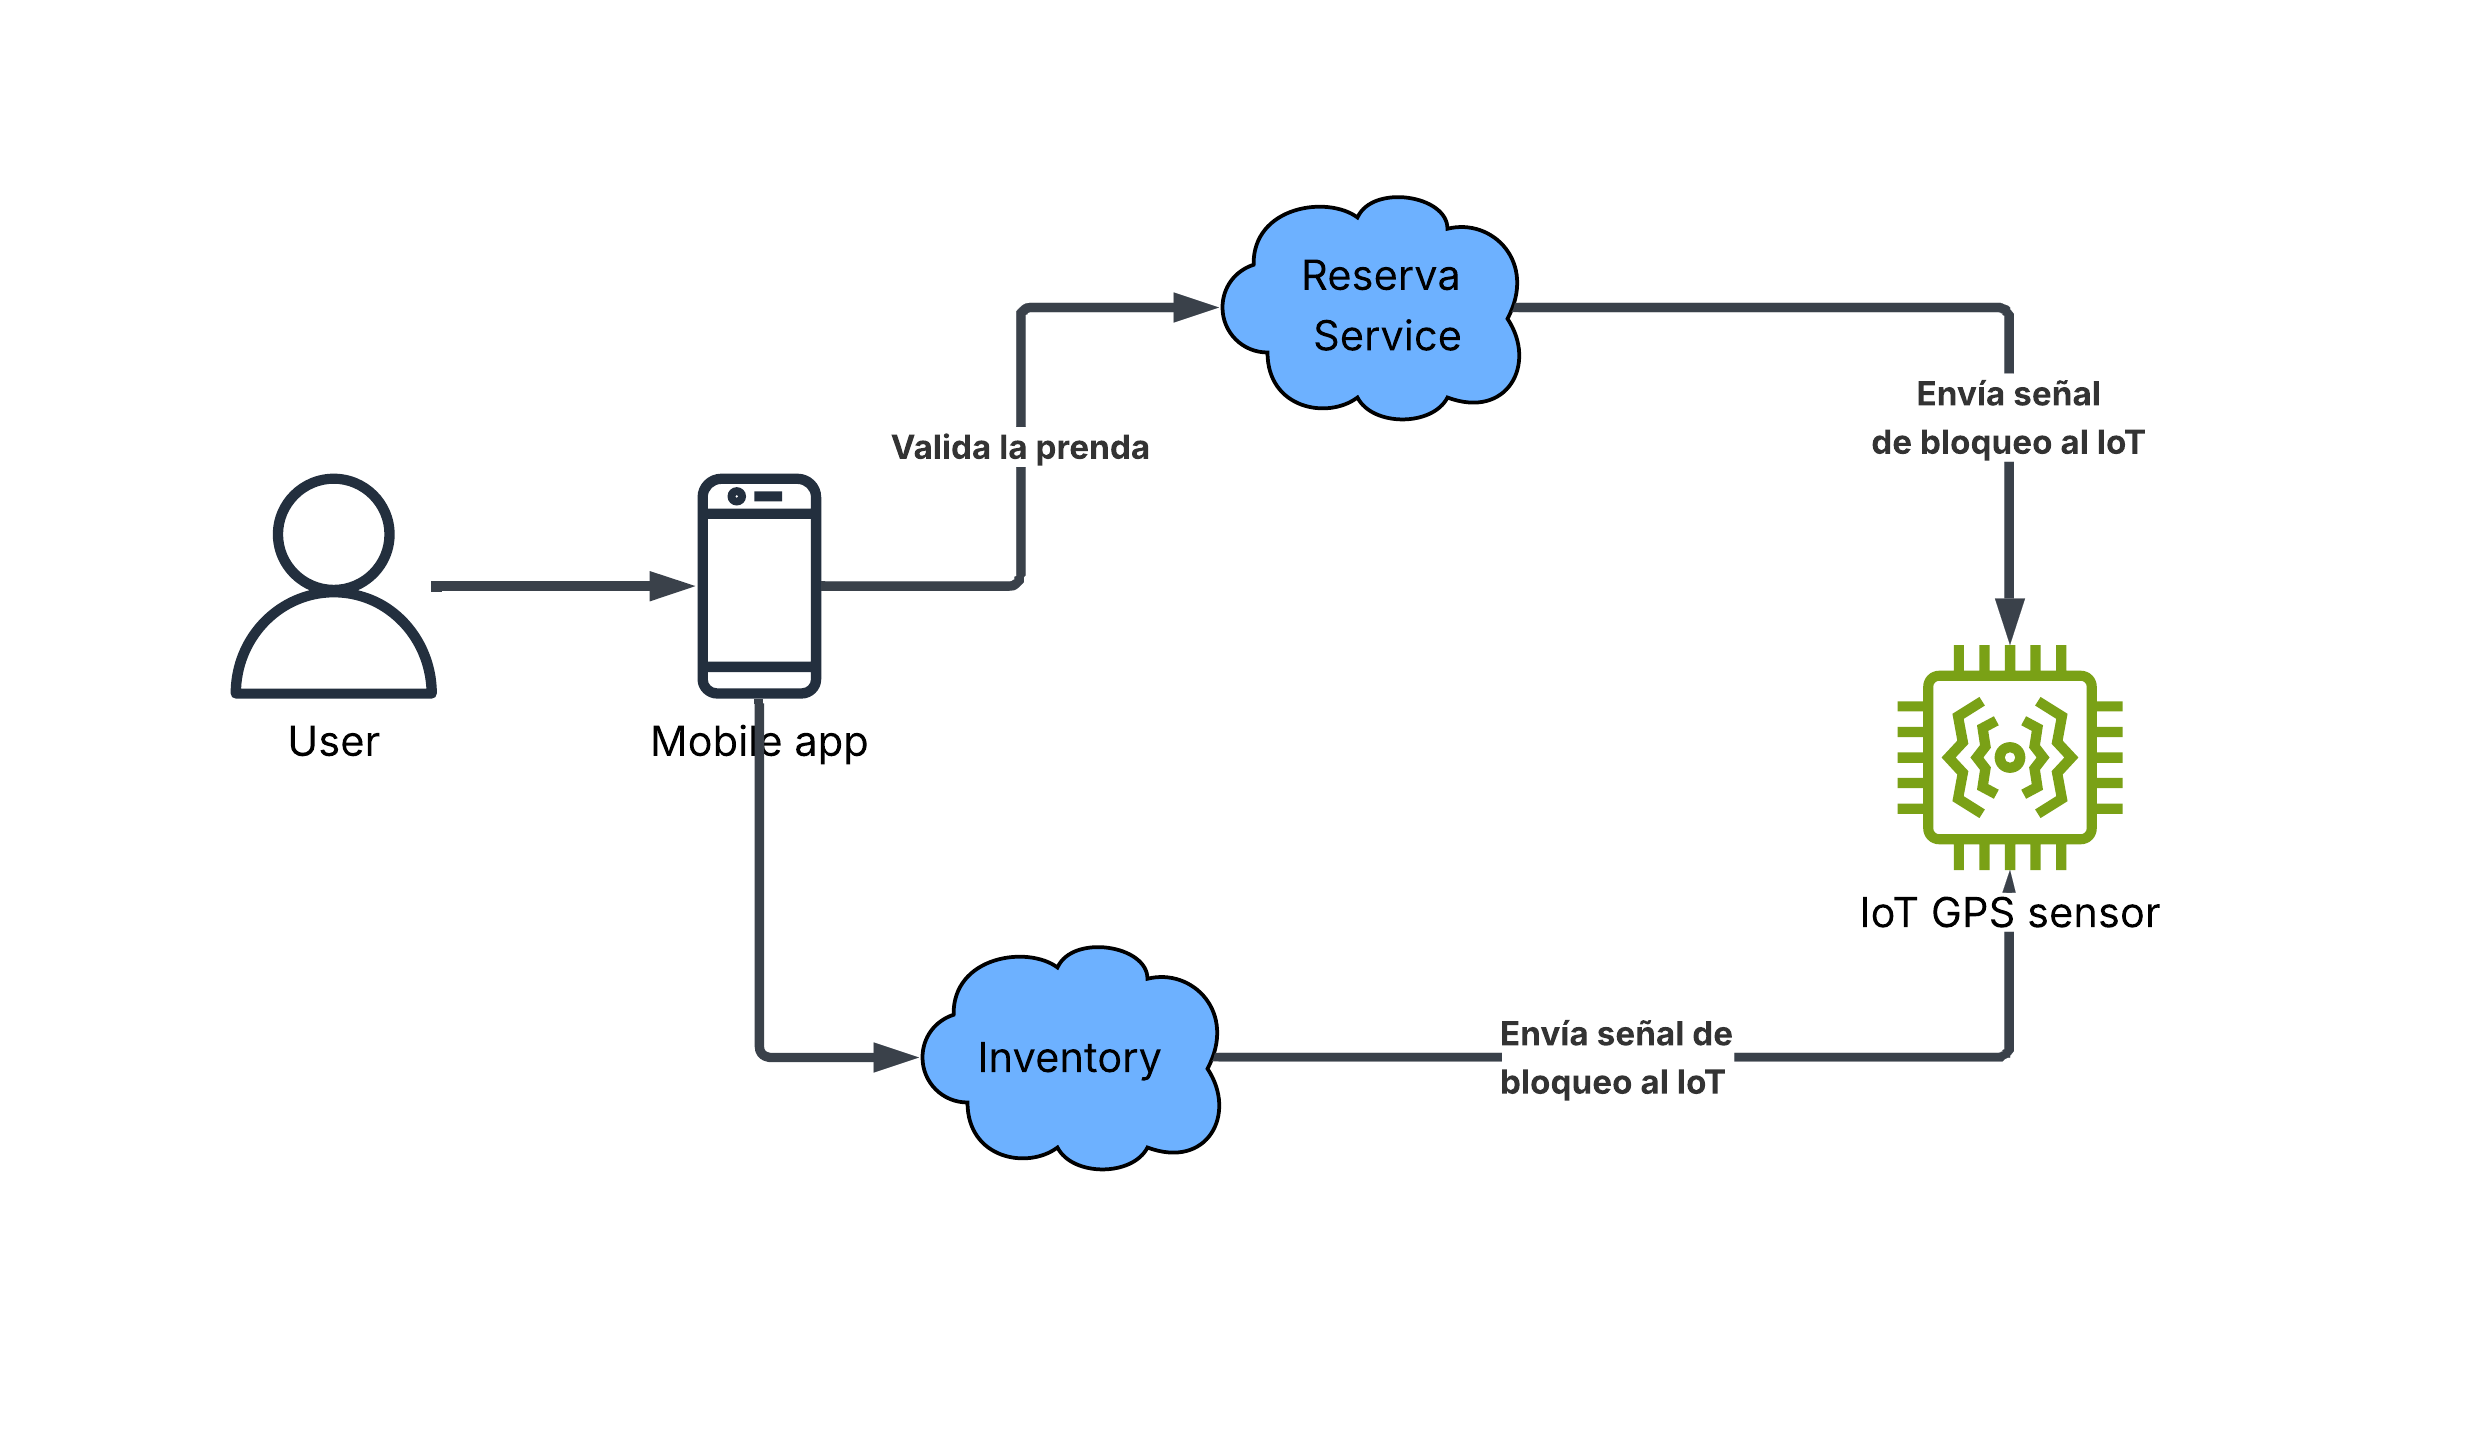 Reserva
Service
Envía señal
de bloqueo al IoT
Valida la prenda
User
Mobile app
IoT GPS sensor
Inventory
Envía señal de
bloqueo al IoT